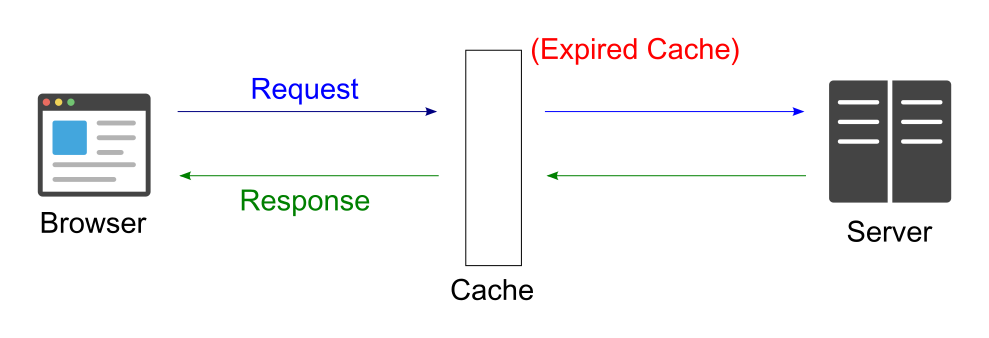 (Expired Cache)
Request
Response
Browser
Server
Cache